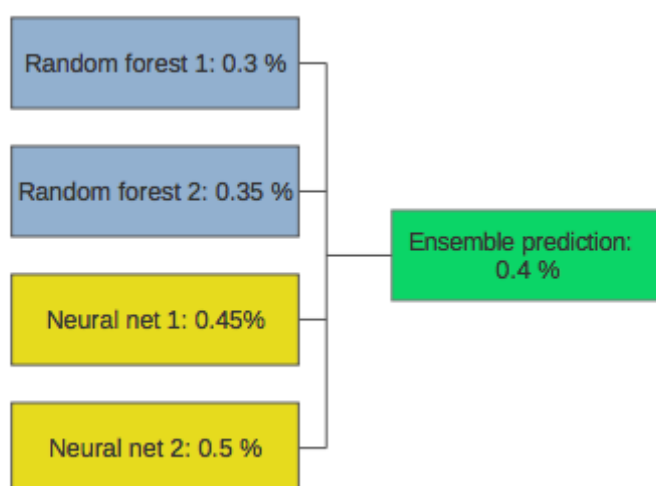 Random forest 1: 0.3 %
Random forest 2: 0.35 %
Ensemble prediction:
0.4 %
Neural net 1: 0.45%
Neural net 2: 0.5 %